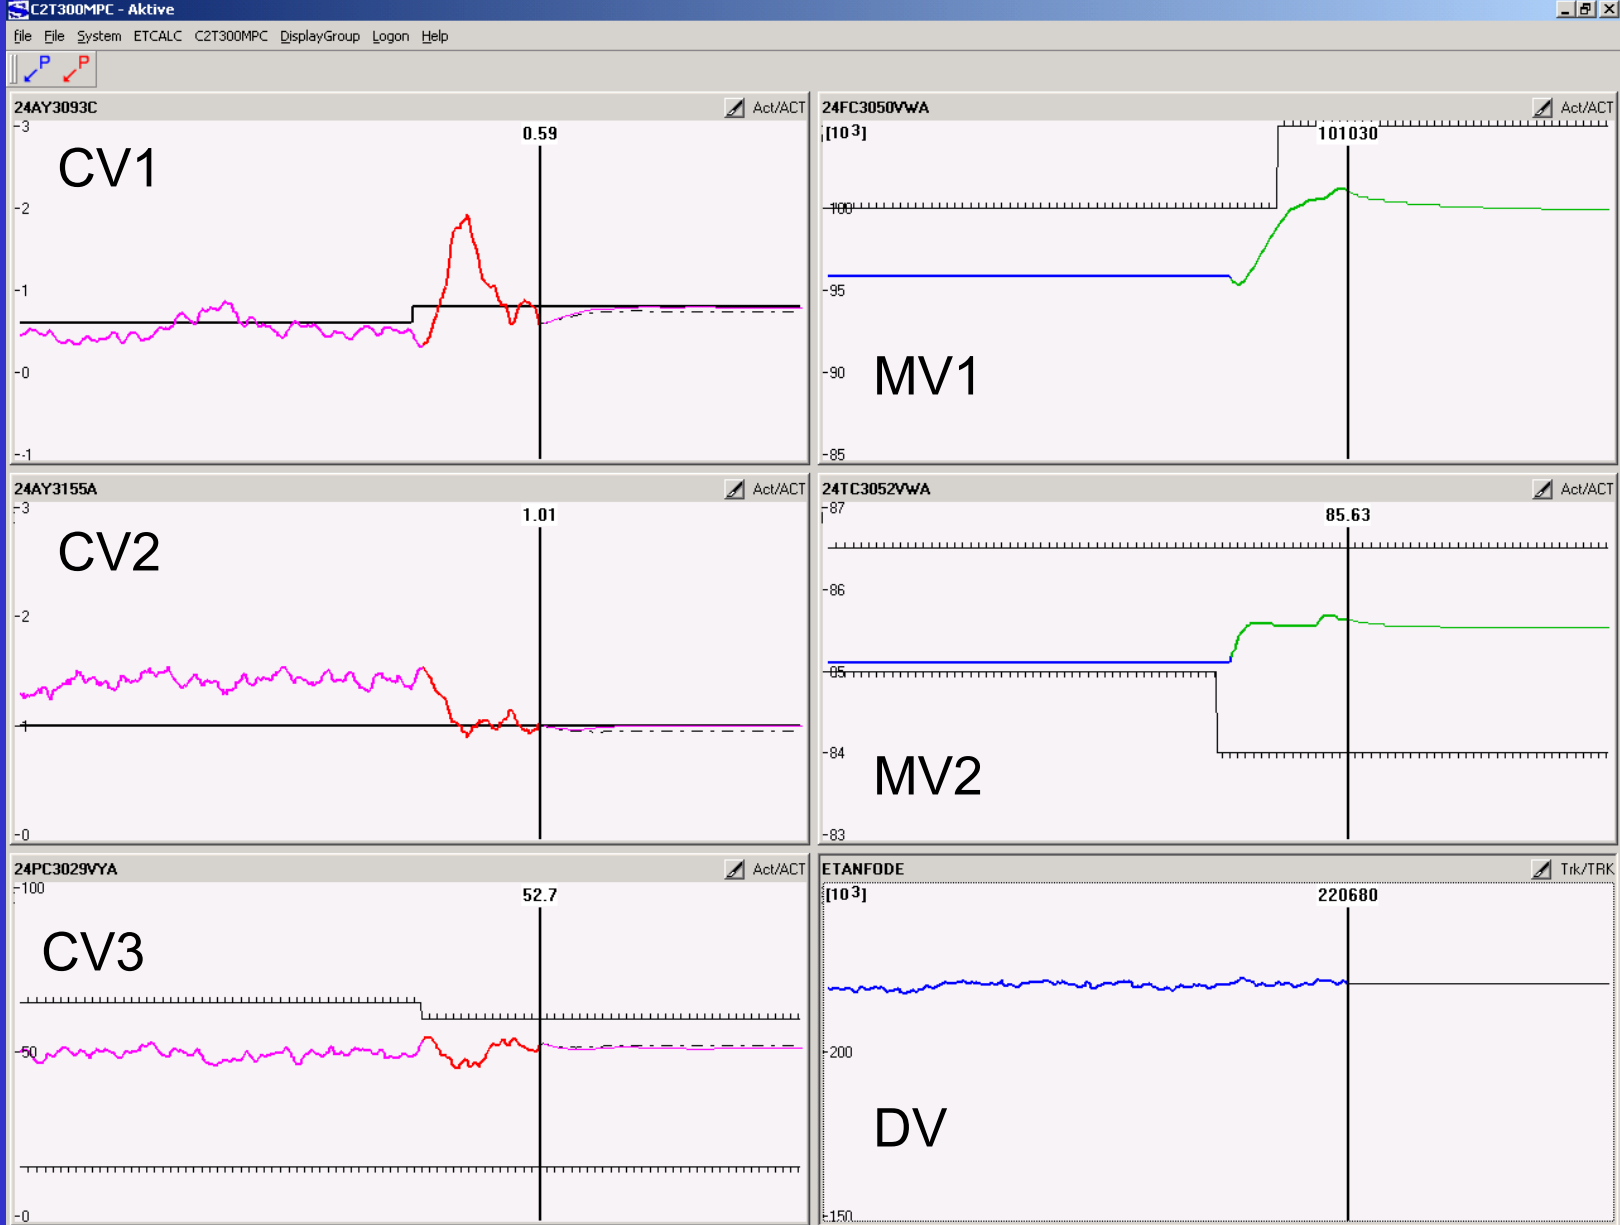 C2T300MPC - Aktive
file File System ETCALC C2T300MPC DisplayGroup Logon Help
P P
24AY3093C Act/ACT
3
0.59
CV1
2
1
0
-1
24FC3050VWA Act/ACT
[10 3]
101030
100
95
MV1
90
85
24AY3155A Act/ACT
3
1.01
CV2
2
1
0
24TC3052VWA Act/ACT
87
85.63
86
85
84
MV2
83
24PC3029VYA Act/ACT
100
52.7
CV3
50
0
ETANFODE Trk/TRK
[10 3]
220680
200
DV
150